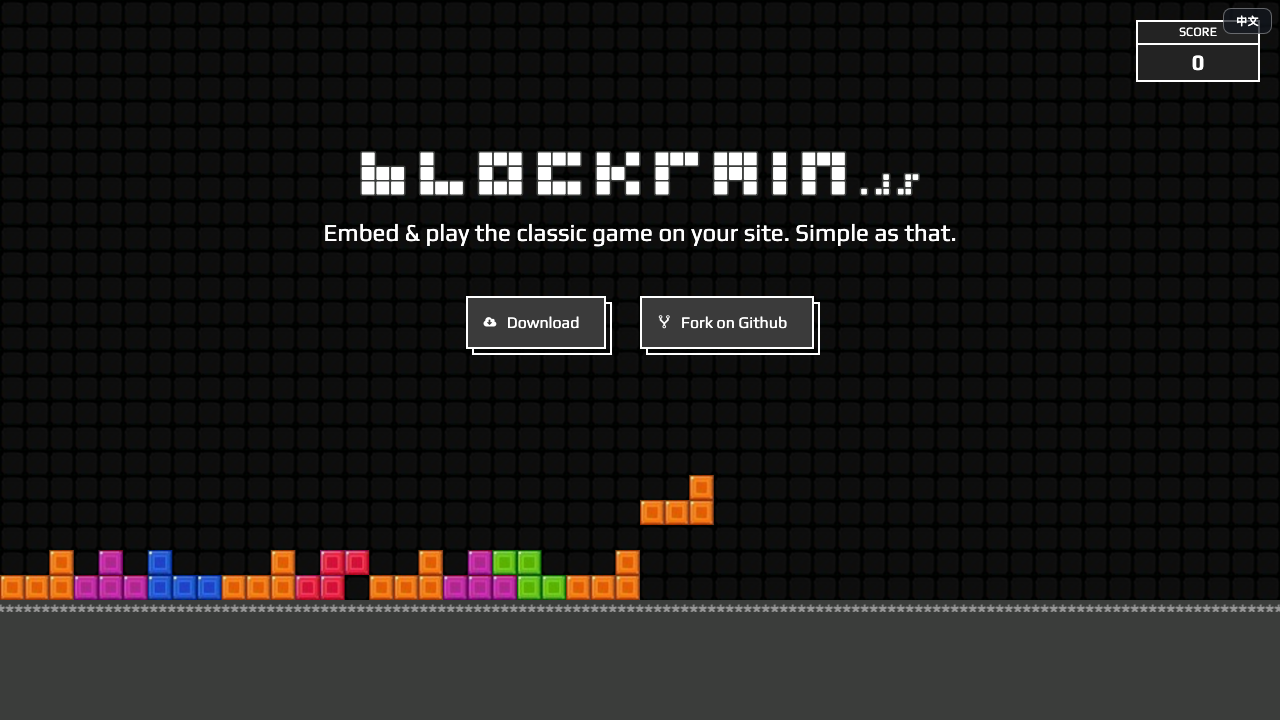 中文
SCORE
0
BLOCKRAIN.JS
Embed & play the classic game on your site. Simple as that.
Download
Fork on Github